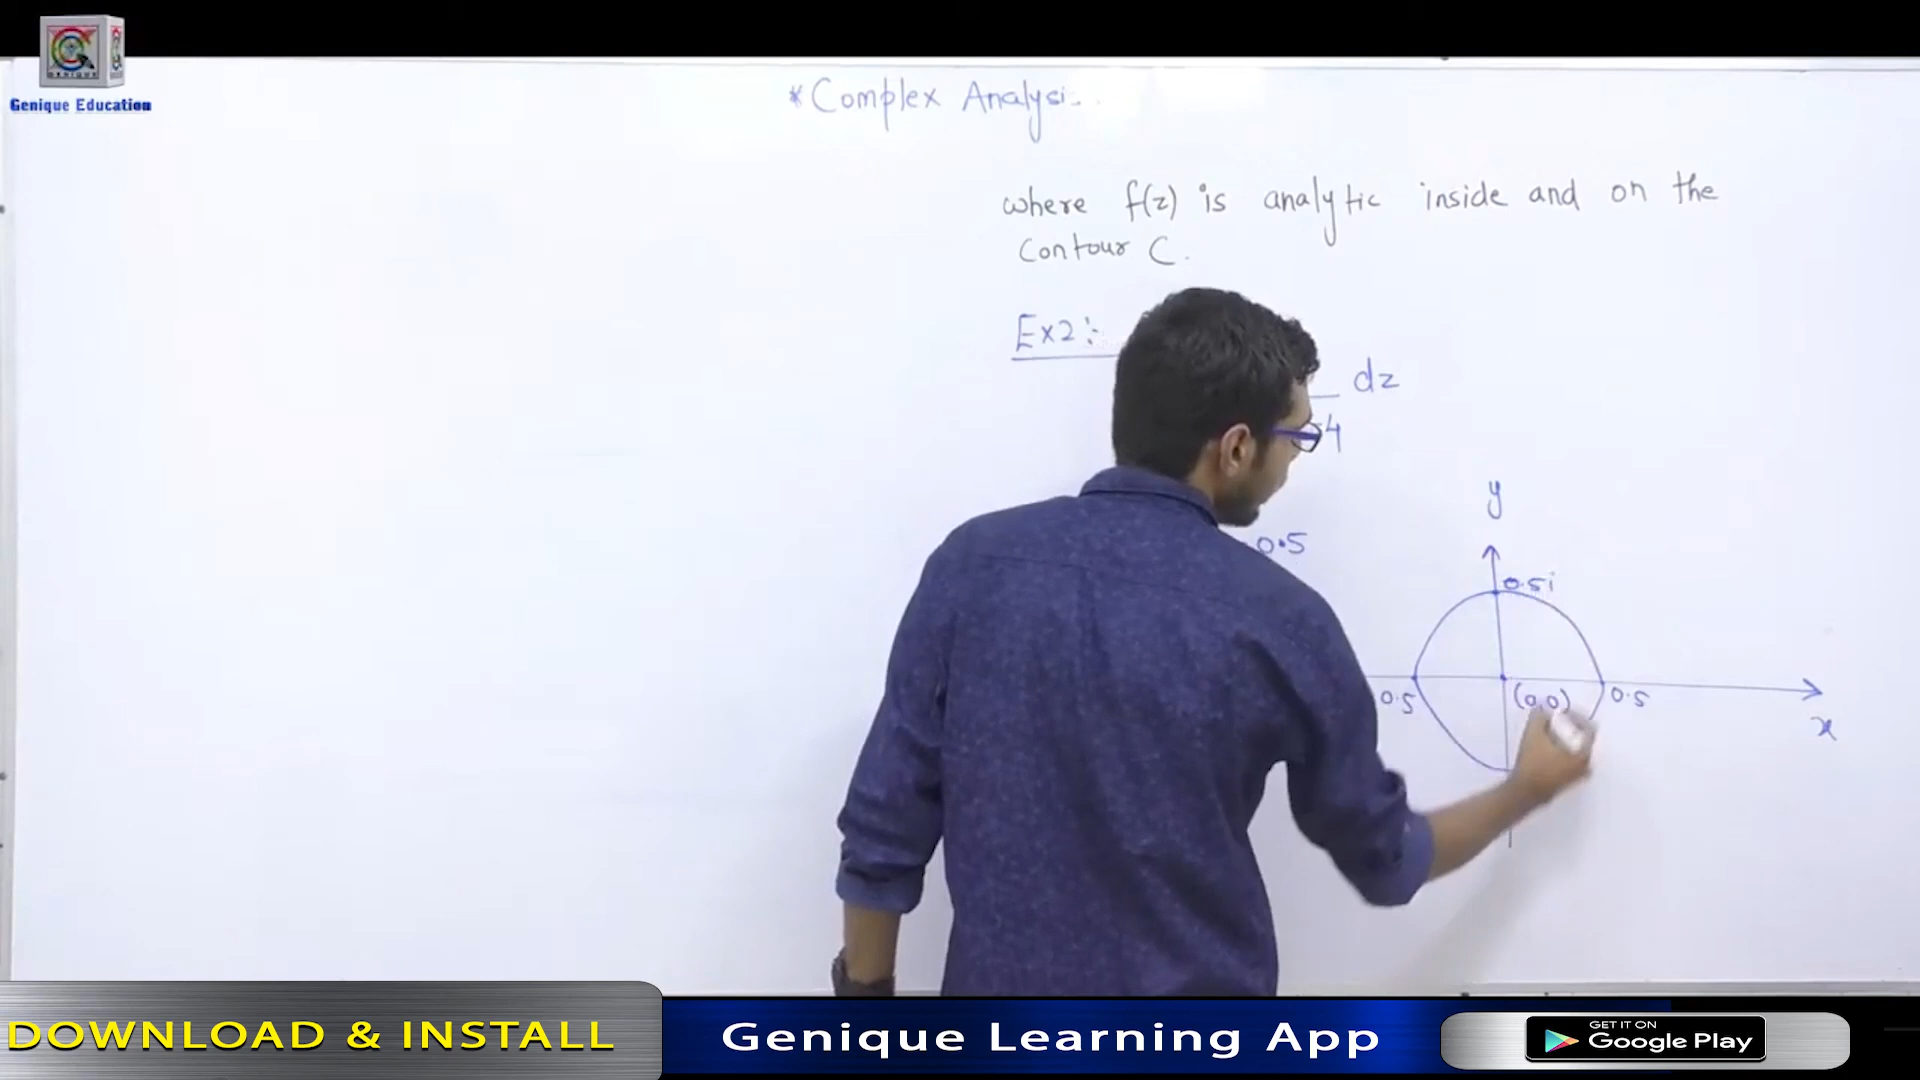 GENIQUE
Genique Education
*Complex Analysi
where f(z) is analytic inside and on the
Contour C.
Ex2:-
dz
4
0.5
y
0.5i
0.5
(0,0)
0.5
x
DOWNLOAD & INSTALL
Genique Learning App
GET IT ON
Google Play